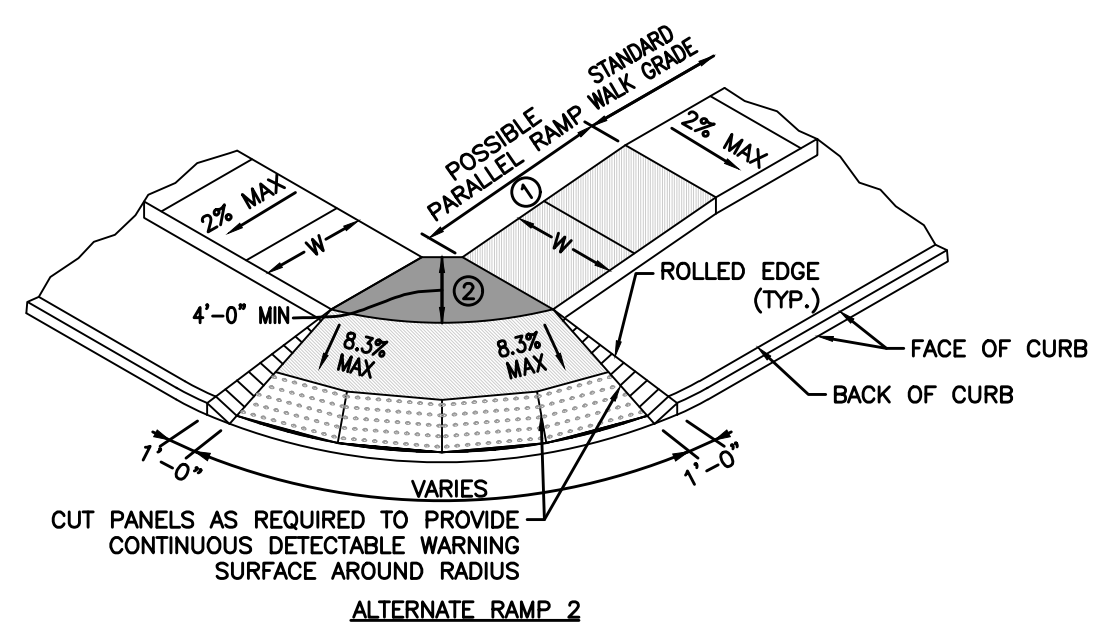 STANDARD
WALK GRADE
POSSIBLE
PARALLEL RAMP
①
2% MAX
2% MAX
W
W
②
4'-0" MIN
ROLLED EDGE
(TYP.)
8.3%
MAX
8.3%
MAX
FACE OF CURB
BACK OF CURB
1'-0"
1'-0"
VARIES
CUT PANELS AS REQUIRED TO PROVIDE
CONTINUOUS DETECTABLE WARNING
SURFACE AROUND RADIUS
ALTERNATE RAMP 2